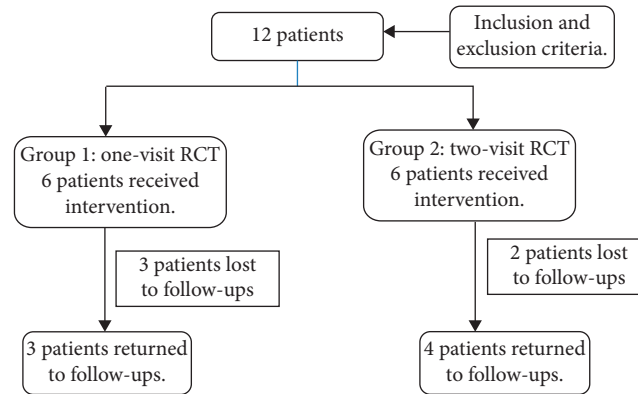 12 patients
Inclusion and
exclusion criteria.
Group 1: one-visit RCT
6 patients received
intervention.
Group 2: two-visit RCT
6 patients received
intervention.
3 patients lost
to follow-ups
2 patients lost
to follow-ups
3 patients returned
to follow-ups.
4 patients returned
to follow-ups.